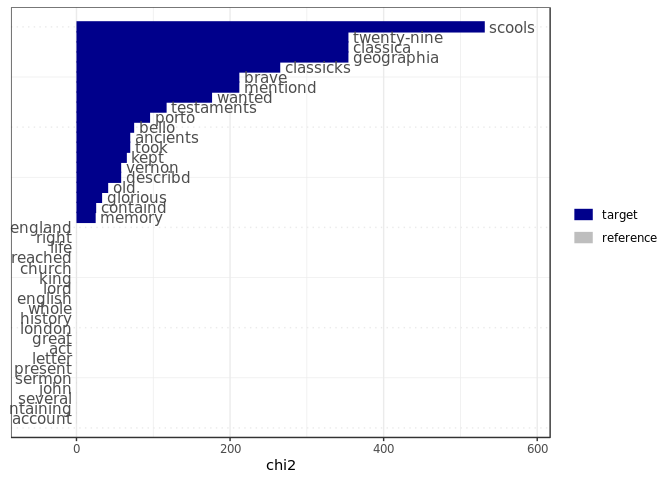 scools
twenty-nine
classica
geographia
classicks
brave
mentiond
wanted
testaments
porto
bello
ancients
took
kept
vernon
describd
old
glorious
containd
memory
england
right
life
reached
church
king
lord
english
whole
history
london
great
act
letter
present
sermon
john
several
ntaining
account
target
reference
0 200 400 600
chi2